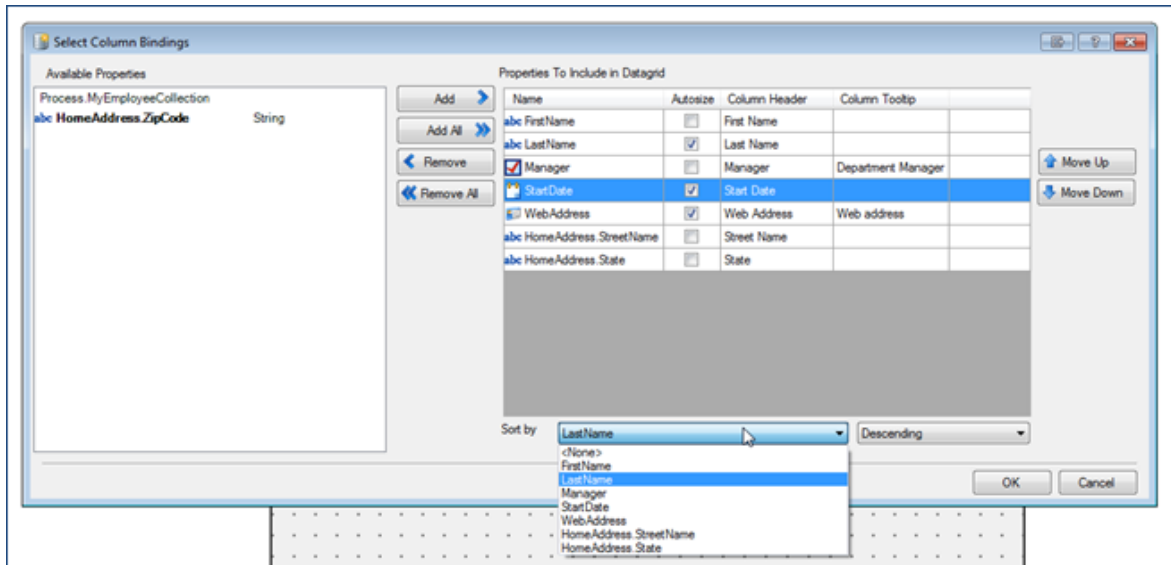 Select Column Bindings
Available Properties
Properties To Include in Datagrid
Process.MyEmployeeCollection
abc HomeAddress.ZipCode String
Add
Add All
Remove
Remove All
Name Autosize Column Header Column Tooltip
abc FirstName First Name
abc LastName Last Name
Manager Manager Department Manager
StartDate Start Date
WebAddress Web Address Web address
abc HomeAddress.StreetName Street Name
abc HomeAddress.State State
Move Up
Move Down
Sort by LastName Descending
<None>
FirstName
LastName
Manager
StartDate
WebAddress
HomeAddress.StreetName
HomeAddress.State
OK Cancel